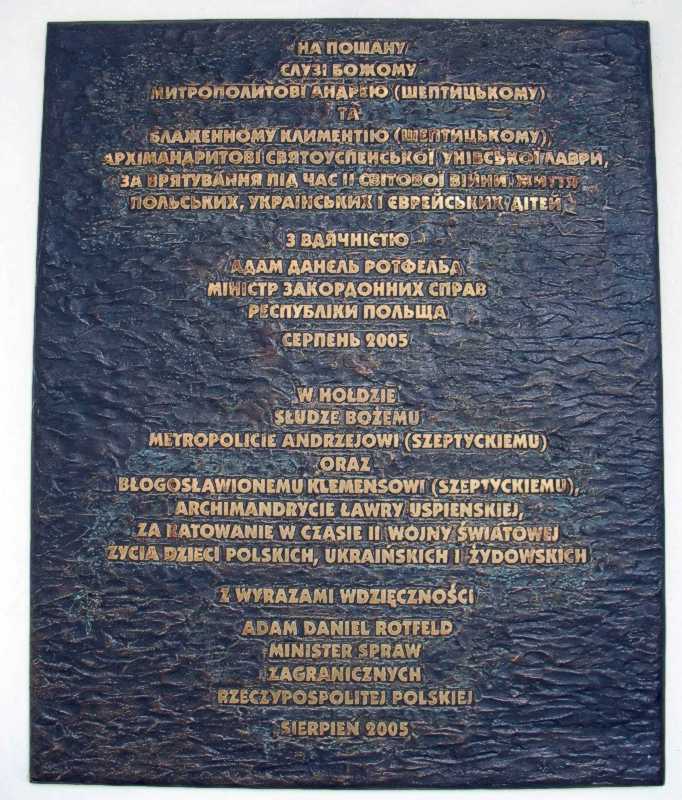 НА ПОШАНУ
СЛУЗІ БОЖОМУ
МИТРОПОЛИТОВІ АНДРЕЮ (ШЕПТИЦЬКОМУ)
ТА
БЛАЖЕННОМУ КЛИМЕНТІЮ (ШЕПТИЦЬКОМУ),
АРХІМАНДРИТОВІ СВЯТОУСПЕНСЬКОЇ УНІВСЬКОЇ ЛАВРИ,
ЗА ВРЯТУВАННЯ ПІД ЧАС ІІ СВІТОВОЇ ВІЙНИ ЖИТТЯ
ПОЛЬСЬКИХ, УКРАЇНСЬКИХ І ЄВРЕЙСЬКИХ ДІТЕЙ
З ВДЯЧНІСТЮ
АДАМ ДАНЄЛЬ РОТФЕЛЬД
МІНІСТР ЗАКОРДОННИХ СПРАВ
РЕСПУБЛІКИ ПОЛЬЩА
СЕРПЕНЬ 2005
W HOŁDZIE
SŁUDZE BOŻEMU
METROPOLICIE ANDRZEJOWI (SZEPTYCKIEMU)
ORAZ
BŁOGOSŁAWIONEMU KLEMENSOWI (SZEPTYCKIEMU),
ARCHIMANDRYCIE ŁAWRY USPIEŃSKIEJ,
ZA RATOWANIE W CZASIE II WOJNY ŚWIATOWEJ
ŻYCIA DZIECI POLSKICH, UKRAIŃSKICH I ŻYDOWSKICH
Z WYRAZAMI WDZIĘCZNOŚCI
ADAM DANIEL ROTFELD
MINISTER SPRAW
ZAGRANICZNYCH
RZECZYPOSPOLITEJ POLSKIEJ
SIERPIEŃ 2005